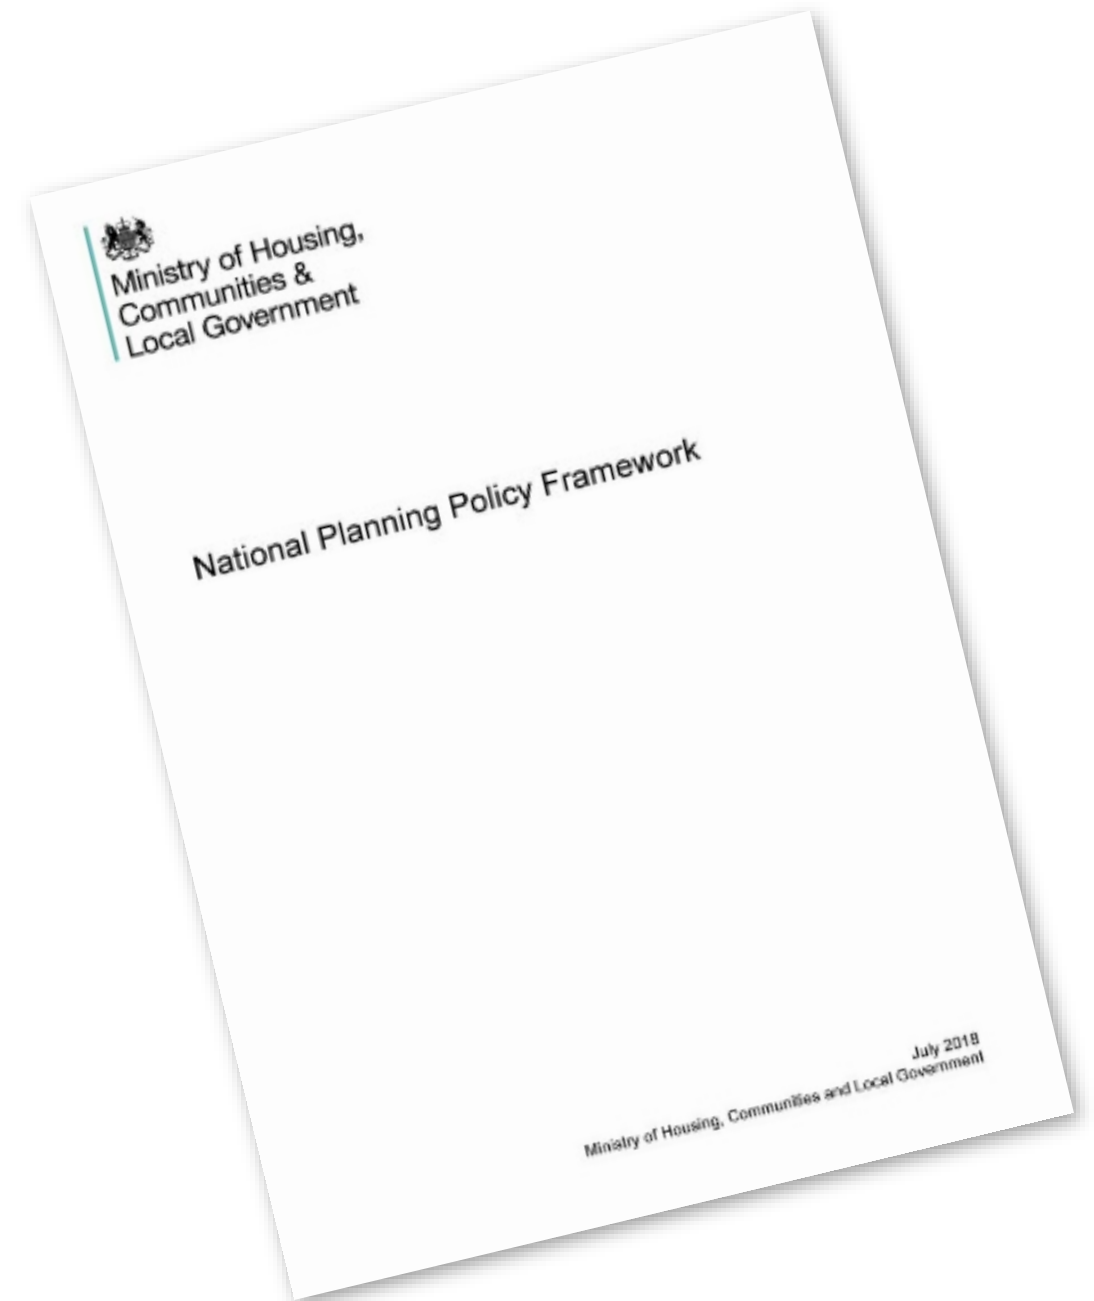 Ministry of Housing,
Communities &
Local Government
National Planning Policy Framework
July 2018
Ministry of Housing, Communities and Local Government